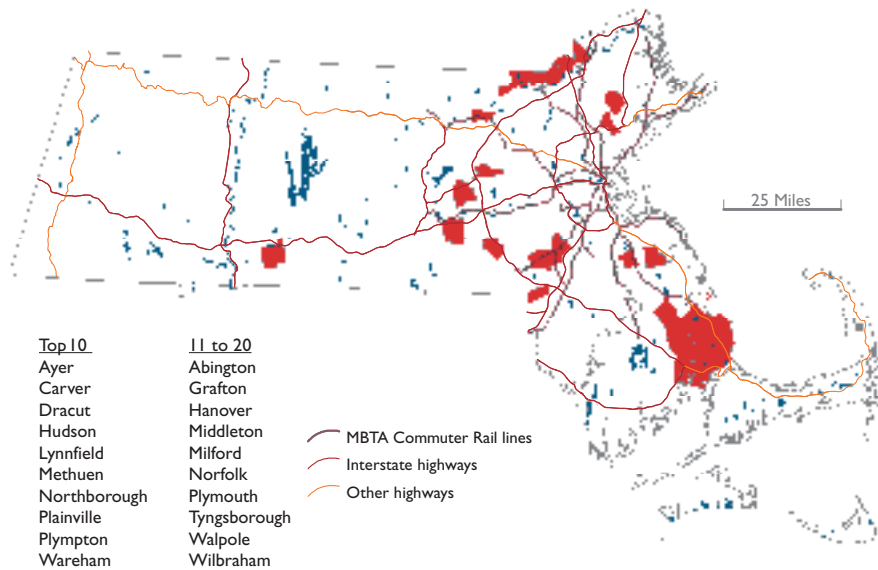 25 Miles
Top 10
Ayer
Carver
Dracut
Hudson
Lynnfield
Methuen
Northborough
Plainville
Plympton
Wareham
11 to 20
Abington
Grafton
Hanover
Middleton
Milford
Norfolk
Plymouth
Tyngsborough
Walpole
Wilbraham
MBTA Commuter Rail lines
Interstate highways
Other highways